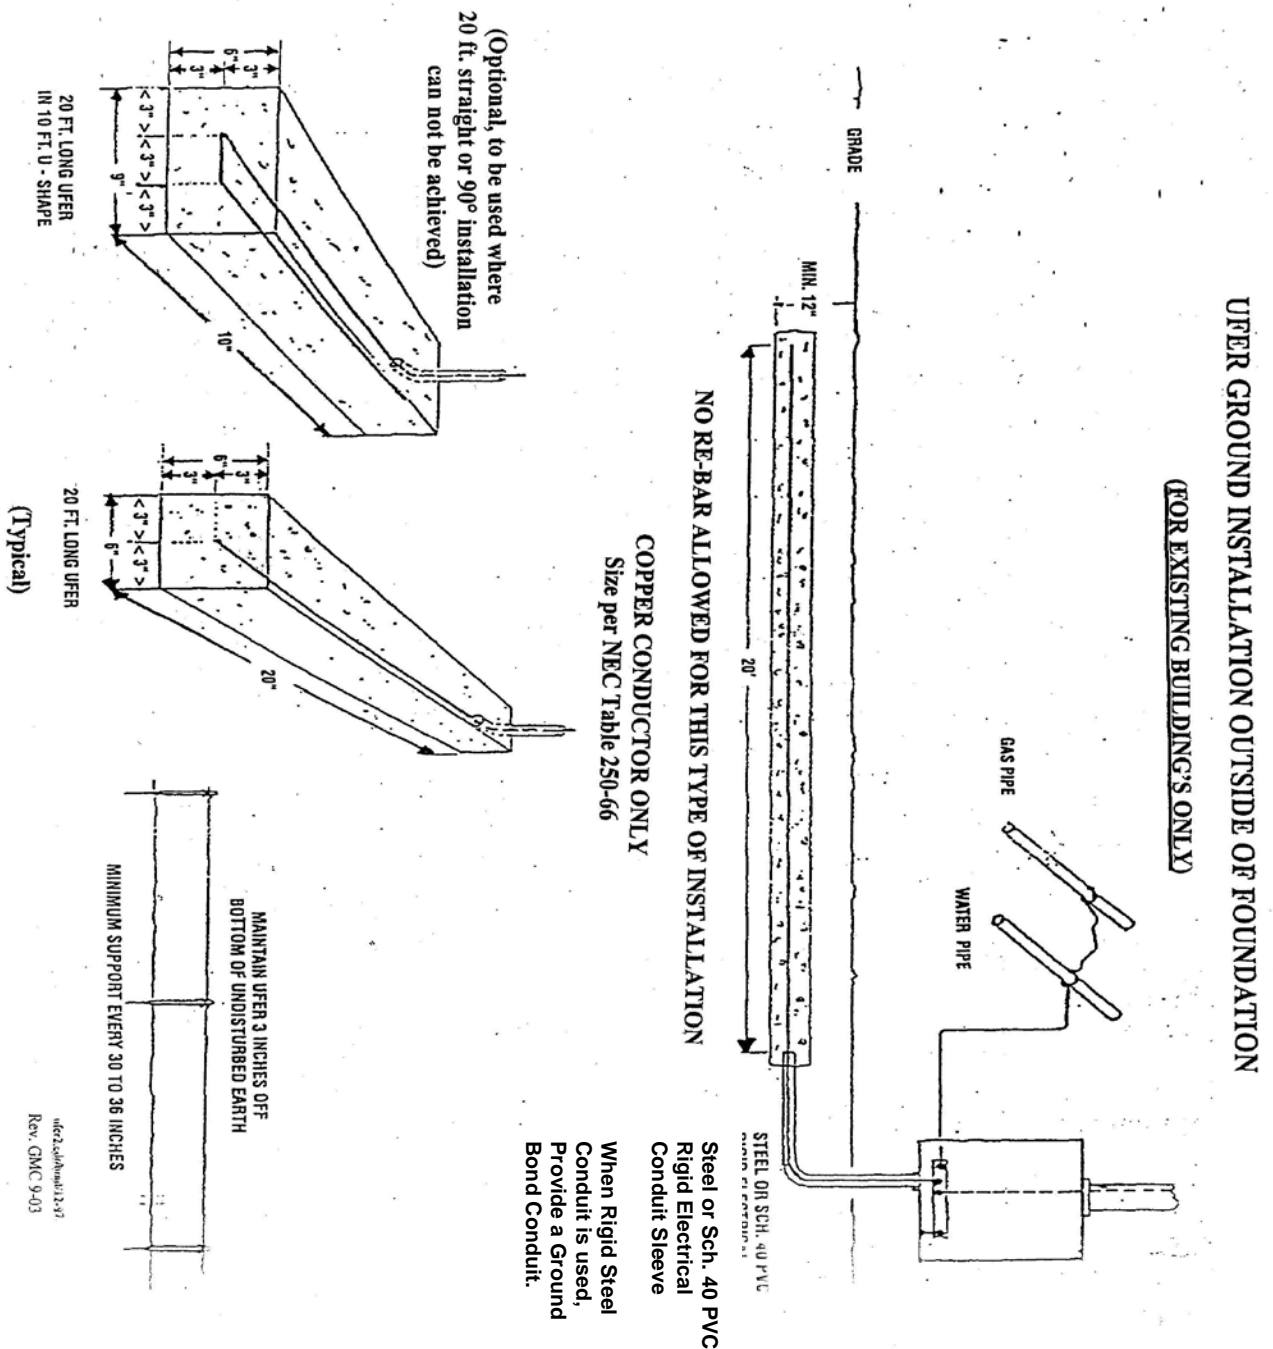 UFER GROUND INSTALLATION OUTSIDE OF FOUNDATION
(FOR EXISTING BUILDING'S ONLY)
GAS PIPE
WATER PIPE
GRADE
MIN. 12"
20'
STEEL OR SCH. 40 PVC
RIGID ELECTRICAL
Steel or Sch. 40 PVC
Rigid Electrical
Conduit Sleeve
NO RE-BAR ALLOWED FOR THIS TYPE OF INSTALLATION
COPPER CONDUCTOR ONLY
Size per NEC Table 250-66
When Rigid Steel
Conduit is used,
Provide a Ground
Bond Conduit.
(Optional, to be used where
20 ft. straight or 90° installation
can not be achieved)
6"
3"
3"
< 3" > < 3" > < 3" >
9"
10"
20 FT. LONG UFER
IN 10 FT. U - SHAPE
6"
3"
3"
< 3" > < 3" >
6"
20"
20 FT. LONG UFER
(Typical)
MAINTAIN UFER 3 INCHES OFF
BOTTOM OF UNDISTURBED EARTH
MINIMUM SUPPORT EVERY 30 TO 36 INCHES
Rev. GMC 9-03